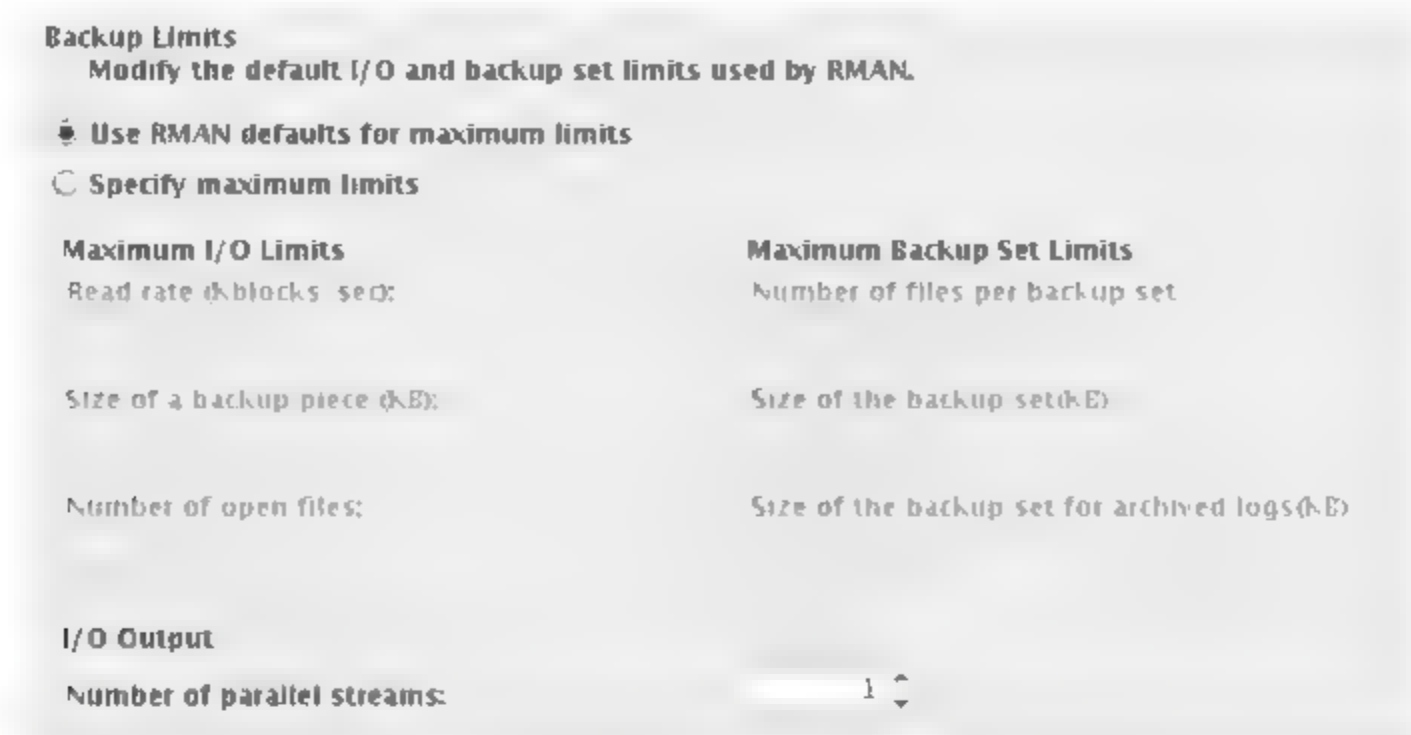 Backup Limits
Modify the default I/O and backup set limits used by RMAN.
Use RMAN defaults for maximum limits
Specify maximum limits
Maximum I/O Limits
Maximum Backup Set Limits
Read rate (Kblocks sec):
Number of files per backup set
Size of a backup piece (KB):
Size of the backup set(KB)
Number of open files:
Size of the backup set for archived logs(KB)
I/O Output
Number of parallel streams:
1